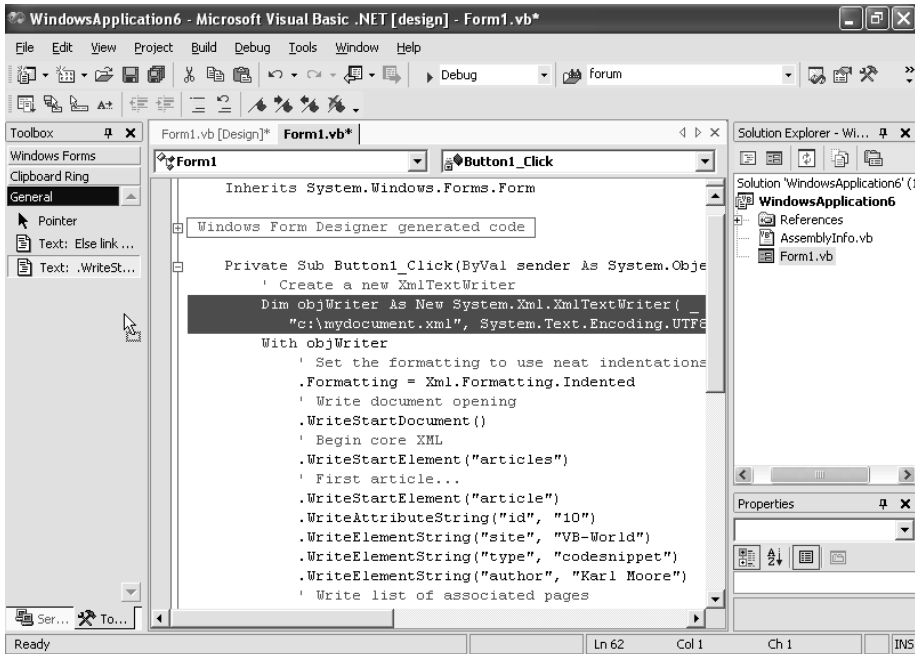 WindowsApplication6 - Microsoft Visual Basic .NET [design] - Form1.vb*
File Edit View Project Build Debug Tools Window Help
Debug forum
Toolbox
Windows Forms
Clipboard Ring
General
Pointer
Text: Else link ...
Text: .WriteSt...
Ser... To...
Form1.vb [Design]* Form1.vb*
Form1 Button1_Click
Inherits System.Windows.Forms.Form
Windows Form Designer generated code
Private Sub Button1_Click(ByVal sender As System.Obje
' Create a new XmlTextWriter
Dim objWriter As New System.Xml.XmlTextWriter( _
"c:\mydocument.xml", System.Text.Encoding.UTF8
With objWriter
' Set the formatting to use neat indentations
.Formatting = Xml.Formatting.Indented
' Write document opening
.WriteStartDocument()
' Begin core XML
.WriteStartElement("articles")
' First article...
.WriteStartElement("article")
.WriteAttributeString("id", "10")
.WriteElementString("site", "VB-World")
.WriteElementString("type", "codesnippet")
.WriteElementString("author", "Karl Moore")
' Write list of associated pages
Solution Explorer - Wi...
Solution 'WindowsApplication6' (1
WindowsApplication6
References
AssemblyInfo.vb
Form1.vb
Properties
Ready Ln 62 Col 1 Ch 1 INS